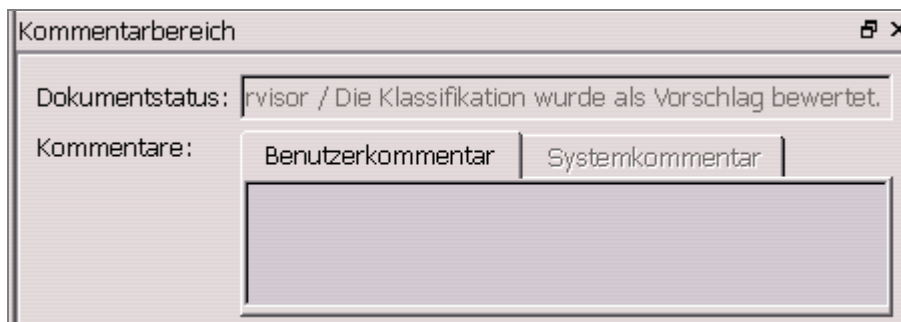 Kommentarbereich
Dokumentstatus: rvisor / Die Klassifikation wurde als Vorschlag bewertet.
Kommentare: Benutzerkommentar Systemkommentar